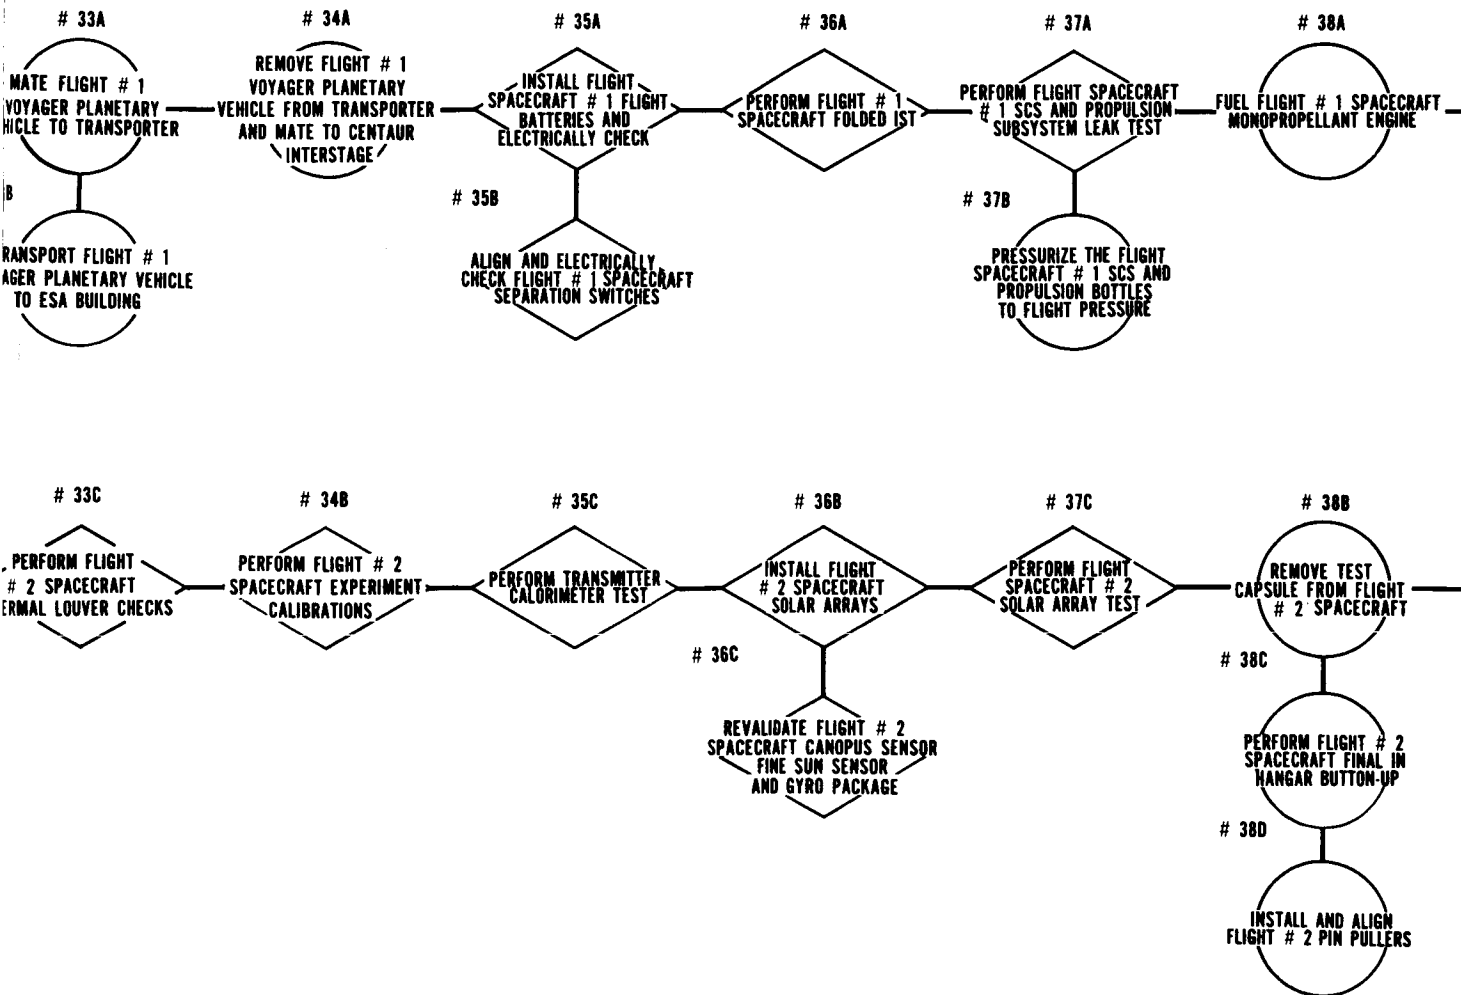 # 33A
MATE FLIGHT # 1
VOYAGER PLANETARY
HICLE TO TRANSPORTER
# 34A
REMOVE FLIGHT # 1
VOYAGER PLANETARY
VEHICLE FROM TRANSPORTER
AND MATE TO CENTAUR
INTERSTAGE
# 35A
INSTALL FLIGHT
SPACECRAFT # 1 FLIGHT
BATTERIES AND
ELECTRICALLY CHECK
# 36A
PERFORM FLIGHT # 1
SPACECRAFT FOLDED IST
# 37A
PERFORM FLIGHT SPACECRAFT
# 1 SCS AND PROPULSION
SUBSYSTEM LEAK TEST
# 38A
FUEL FLIGHT # 1 SPACECRAFT
MONOPROPELLANT ENGINE
B
RANSPORT FLIGHT # 1
AGER PLANETARY VEHICLE
TO ESA BUILDING
# 35B
ALIGN AND ELECTRICALLY
CHECK FLIGHT # 1 SPACECRAFT
SEPARATION SWITCHES
# 37B
PRESSURIZE THE FLIGHT
SPACECRAFT # 1 SCS AND
PROPULSION BOTTLES
TO FLIGHT PRESSURE
# 33C
PERFORM FLIGHT
# 2 SPACECRAFT
ERMAL LOUVER CHECKS
# 34B
PERFORM FLIGHT # 2
SPACECRAFT EXPERIMENT
CALIBRATIONS
# 35C
PERFORM TRANSMITTER
CALORIMETER TEST
# 36B
INSTALL FLIGHT
# 2 SPACECRAFT
SOLAR ARRAYS
# 37C
PERFORM FLIGHT
SPACECRAFT # 2
SOLAR ARRAY TEST
# 38B
REMOVE TEST
CAPSULE FROM FLIGHT
# 2 SPACECRAFT
# 36C
REVALIDATE FLIGHT # 2
SPACECRAFT CANOPUS SENSOR
FINE SUN SENSOR
AND GYRO PACKAGE
# 38C
PERFORM FLIGHT # 2
SPACECRAFT FINAL IN
HANGAR BUTTON-UP
# 38D
INSTALL AND ALIGN
FLIGHT # 2 PIN PULLERS